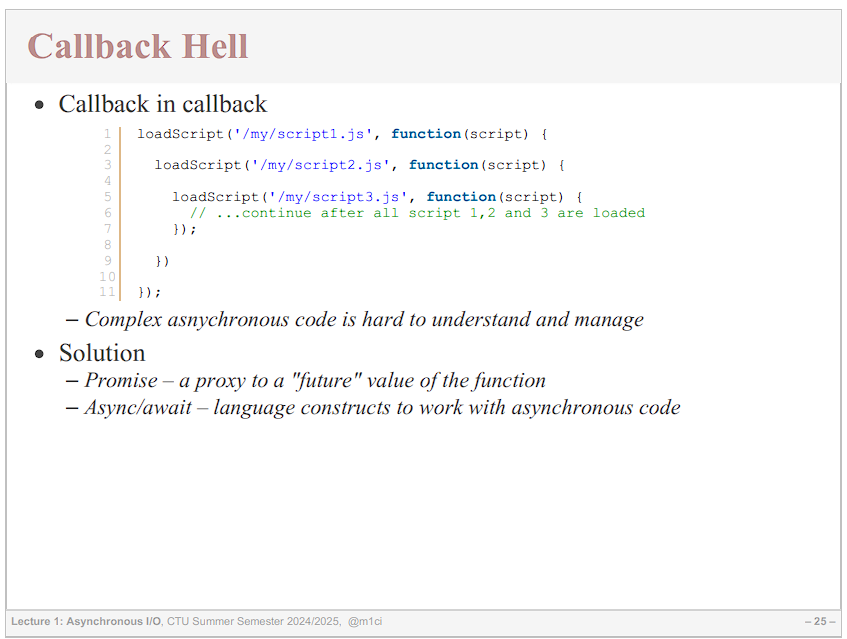 Callback Hell
• Callback in callback
1 loadScript('/my/script1.js', function(script) {
2
3   loadScript('/my/script2.js', function(script) {
4
5     loadScript('/my/script3.js', function(script) {
6       // ...continue after all script 1,2 and 3 are loaded
7     });
8
9   })
10
11 });
– Complex asnychronous code is hard to understand and manage
• Solution
– Promise – a proxy to a "future" value of the function
– Async/await – language constructs to work with asynchronous code
Lecture 1: Asynchronous I/O, CTU Summer Semester 2024/2025, @m1ci – 25 –